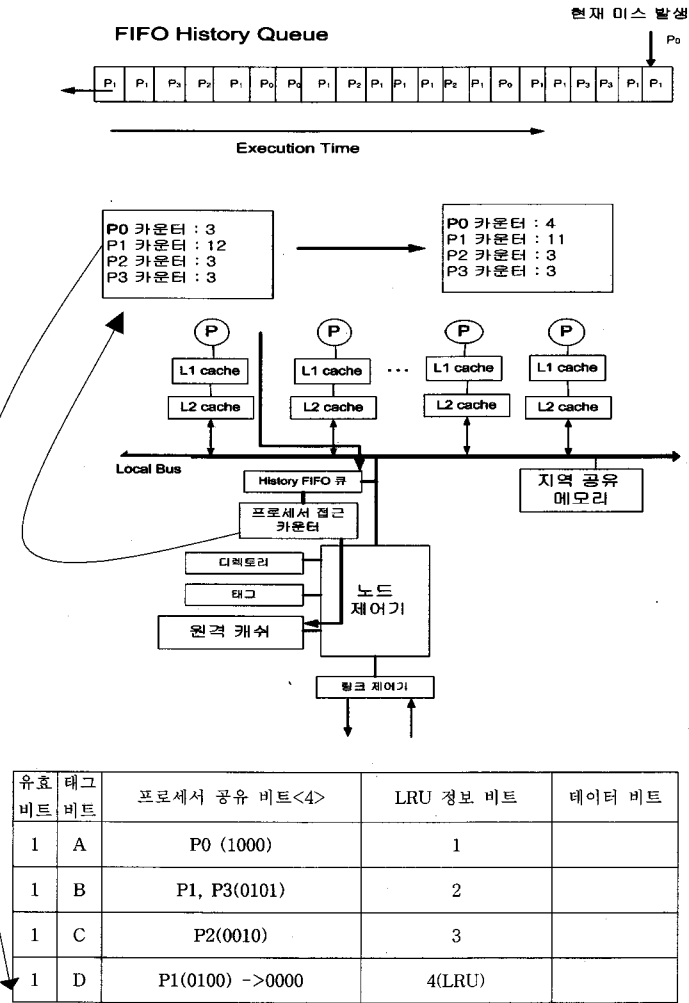 현재 미스 발생
FIFO History Queue
P₀
P₁ P₁ P₃ P₂ P₁ P₀ P₀ P₁ P₂ P₁ P₁ P₁ P₂ P₁ P₀ P₁ P₁ P₃ P₃ P₁ P₁
Execution Time
P0 카운터 : 3
P1 카운터 : 12
P2 카운터 : 3
P3 카운터 : 3
P0 카운터 : 4
P1 카운터 : 11
P2 카운터 : 3
P3 카운터 : 3
P P P P
L1 cache L1 cache ... L1 cache L1 cache
L2 cache L2 cache L2 cache L2 cache
Local Bus
History FIFO 큐
지역 공유
메모리
프로세서 접근
카운터
디렉토리
태그
원격 캐쉬
노드
제어기
링크 제어기
유효 비트 태그 비트 프로세서 공유 비트<4> LRU 정보 비트 데이터 비트
1 A P0 (1000) 1
1 B P1, P3(0101) 2
1 C P2(0010) 3
1 D P1(0100) ->0000 4(LRU)